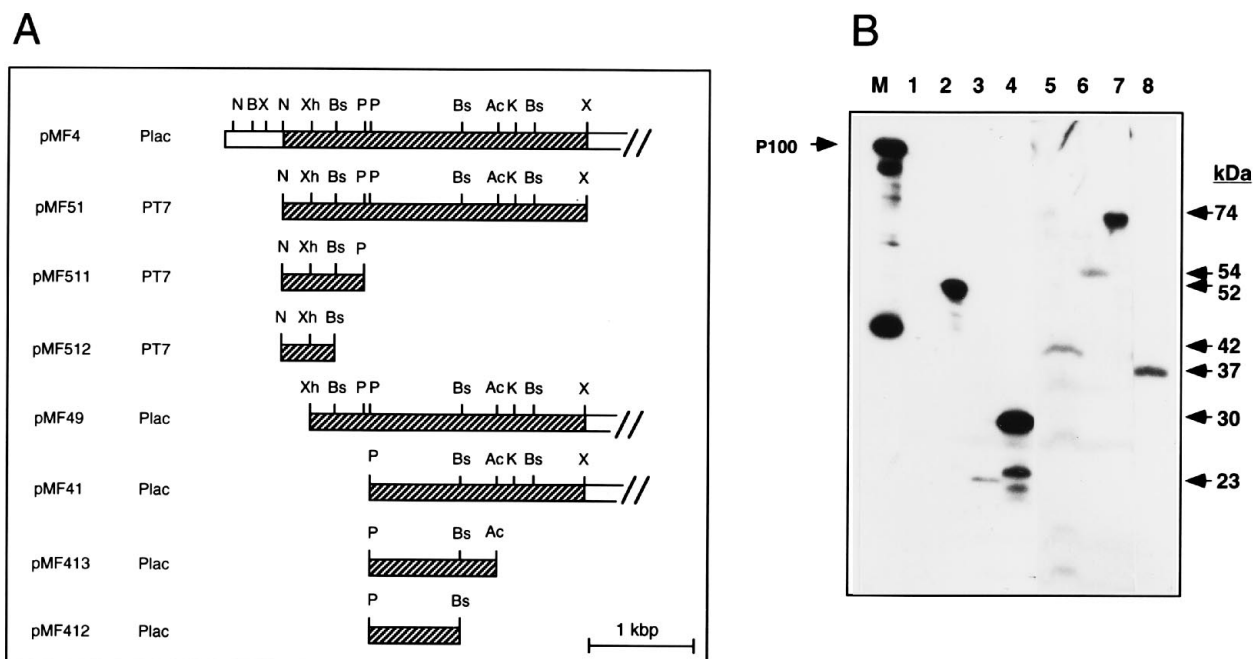 A
N BX N Xh Bs P P Bs Ac K Bs X
pMF4 Plac
N Xh Bs P P Bs Ac K Bs X
pMF51 PT7
N Xh Bs P
pMF511 PT7
N Xh Bs
pMF512 PT7
Xh Bs P P Bs Ac K Bs X
pMF49 Plac
P Bs Ac K Bs X
pMF41 Plac
P Bs Ac
pMF413 Plac
P Bs
pMF412 Plac
1 kbp
B
M 1 2 3 4 5 6 7 8
P100
kDa
74
54
52
42
37
30
23